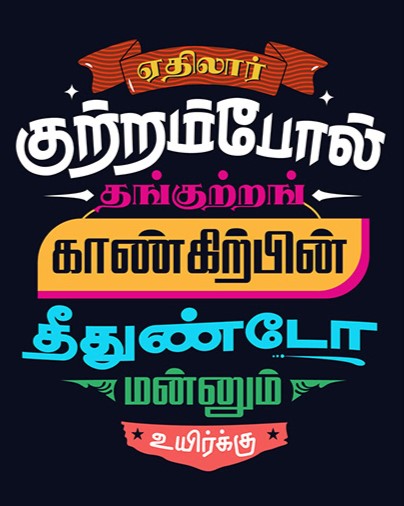 ஏதிலார்
குற்றம்போல்
தங்குற்றங்
காண்கிற்பின்
தீதுண்டோ
மன்னும்
உயிர்க்கு